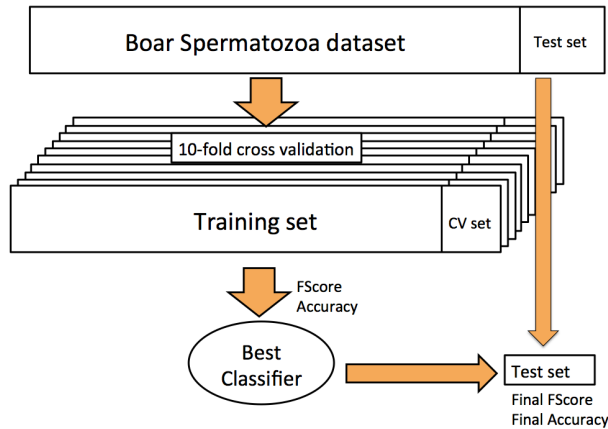 Boar Spermatozoa dataset
Test set
10-fold cross validation
Training set
CV set
FScore
Accuracy
Best
Classifier
Test set
Final FScore
Final Accuracy